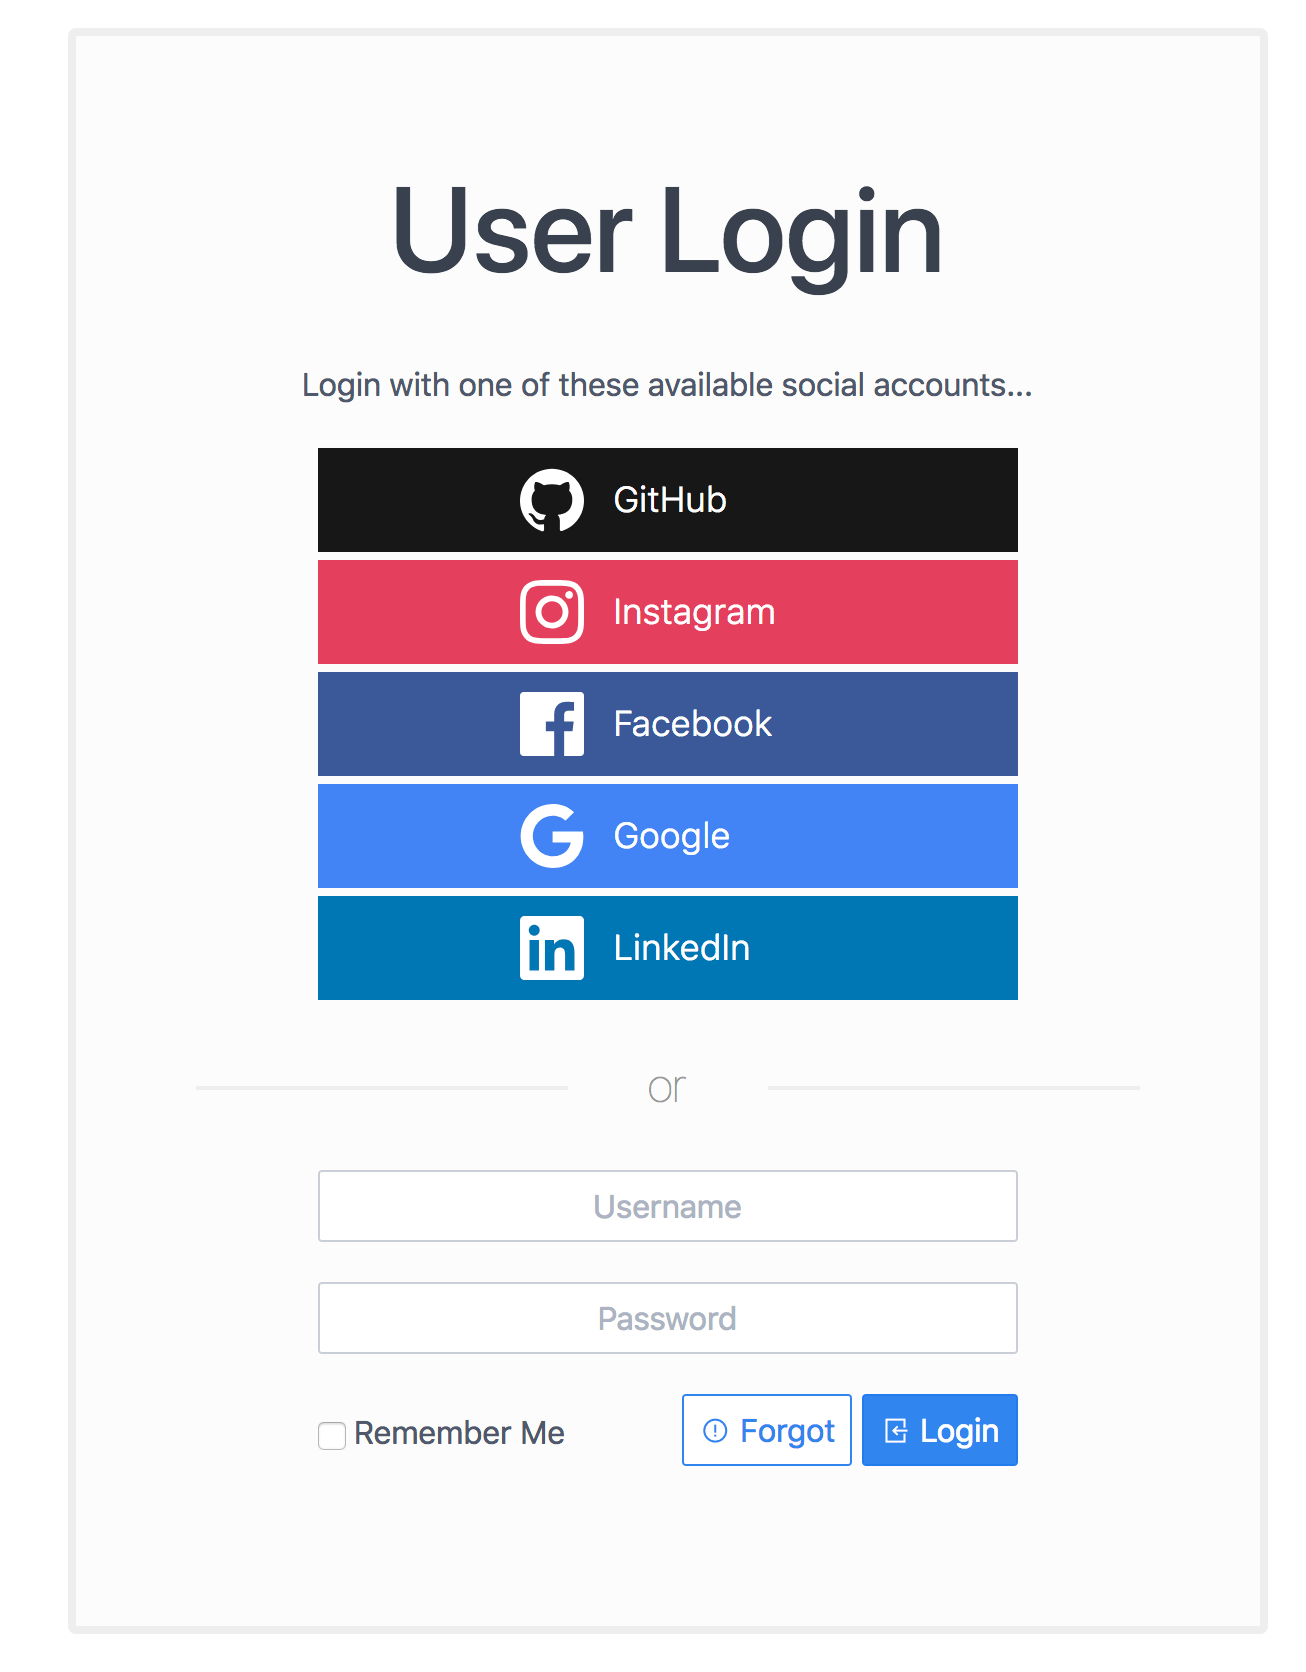 User Login
Login with one of these available social accounts...
GitHub
Instagram
Facebook
Google
LinkedIn
or
Username
Password
Remember Me
Forgot
Login